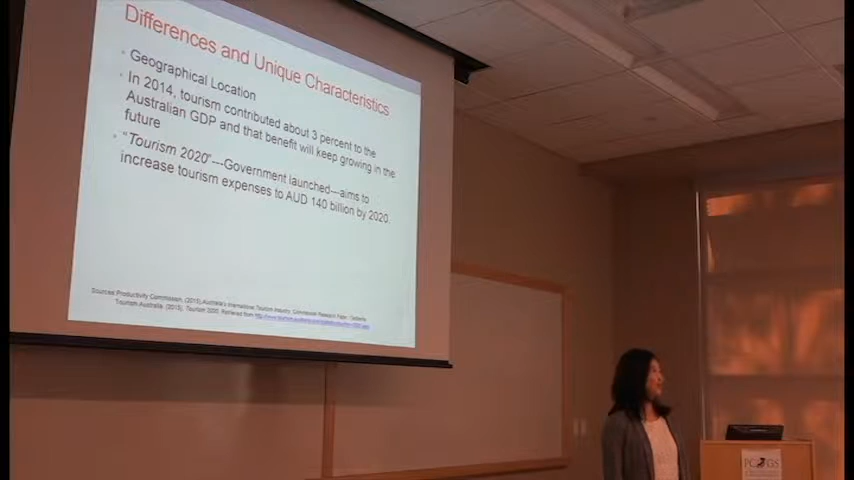 Differences and Unique Characteristics
Geographical Location
In 2014, tourism contributed about 3 percent to the
Australian GDP and that benefit will keep growing in the
future
"Tourism 2020"---Government launched---aims to
increase tourism expenses to AUD 140 billion by 2020.
Sources:Productivity Commission, (2015),Australia's International Tourism Industry, Commission Research Paper,
Tourism Australia. (2015). Tourism 2020. Retrieved from